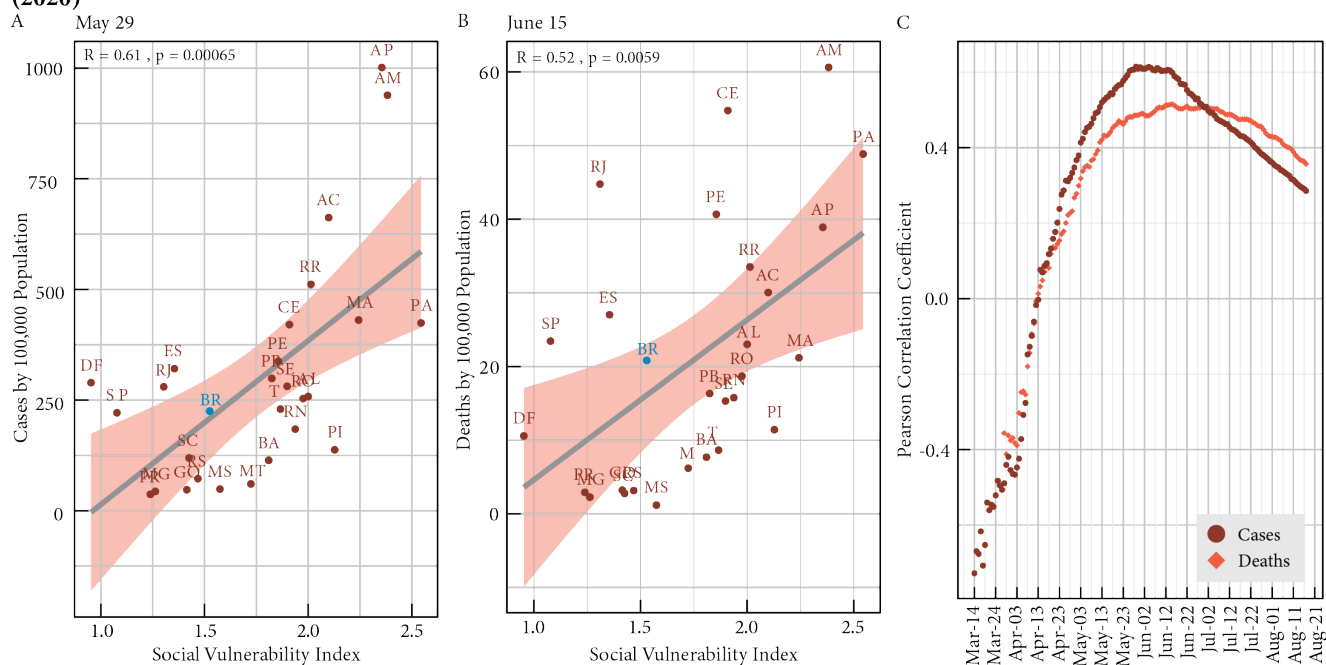 (2020)
A May 29
R = 0.61 , p = 0.00065
Cases by 100,000 Population
1000
750
500
250
0
AP
AM
AC
RR
CE
MA
PA
PE
DF
ES
RJ
SE
AL
SP
BR
T
RN
SC
BA
PI
RS
PR
MG
GO
MS
MT
1.0 1.5 2.0 2.5
Social Vulnerability Index
B June 15
R = 0.52 , p = 0.0059
Deaths by 100,000 Population
60
40
20
0
AM
CE
PA
RJ
PE
AP
RR
AC
ES
SP
AL
MA
BR
RO
PB
SE
RN
DF
PI
T
BA
M
PR
MG
SC
RS
MS
1.0 1.5 2.0 2.5
Social Vulnerability Index
C
Pearson Correlation Coefficient
0.4
0.0
-0.4
Cases
Deaths
Mar-14
Mar-24
Apr-03
Apr-13
Apr-23
May-03
May-13
May-23
Jun-02
Jun-12
Jun-22
Jul-02
Jul-12
Jul-22
Aug-01
Aug-11
Aug-21